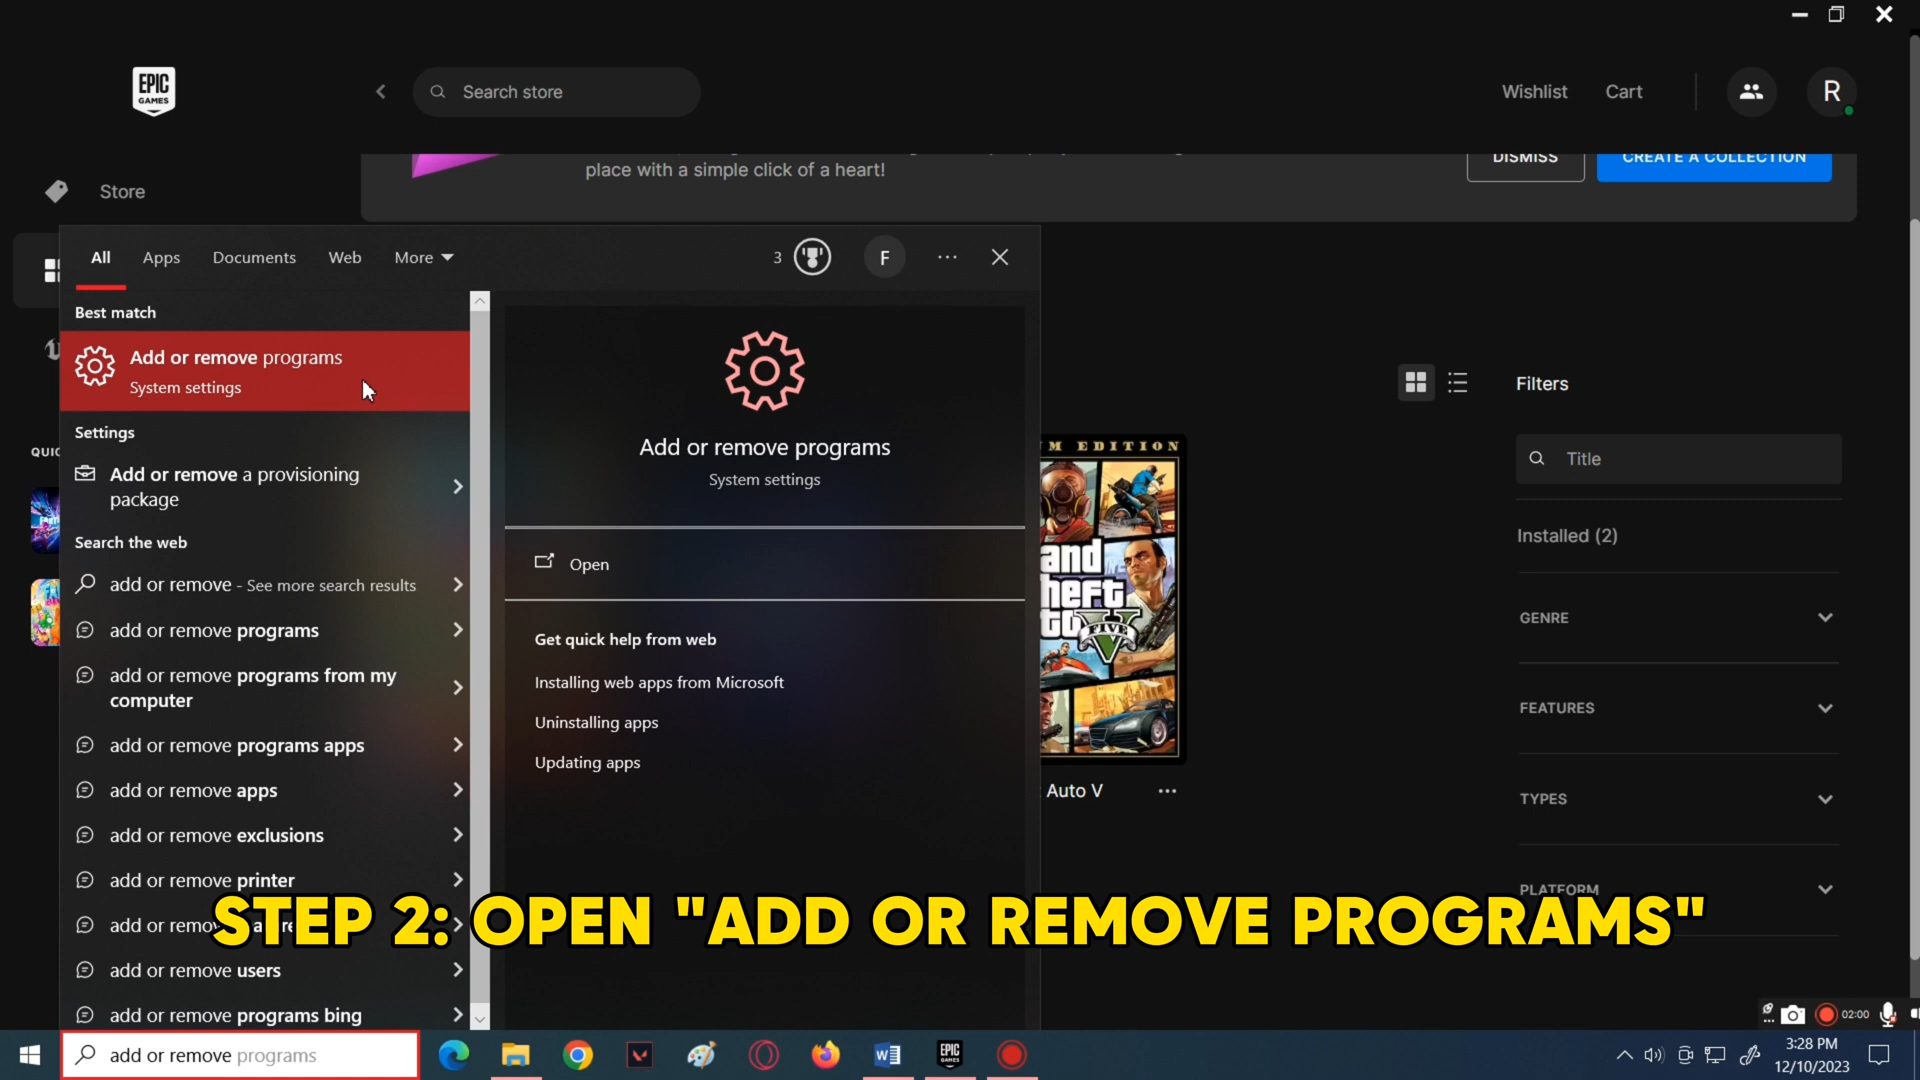 EPIC
GAMES
Search store
Wishlist
Cart
R
place with a simple click of a heart!
DISMISS
CREATE A COLLECTION
Store
All
Apps
Documents
Web
More
3
F
Best match
Add or remove programs
System settings
Settings
Add or remove a provisioning
package
Search the web
add or remove - See more search results
add or remove programs
add or remove programs from my
computer
add or remove programs apps
add or remove apps
add or remove exclusions
add or remove printer
add or remove users
add or remove programs bing
Add or remove programs
System settings
Open
Get quick help from web
Installing web apps from Microsoft
Uninstalling apps
Updating apps
QUIC
M EDITION
and
heft
to
V
FIVE
Auto V
Filters
Title
Installed (2)
GENRE
FEATURES
TYPES
PLATFORM
STEP 2: OPEN "ADD OR REMOVE PROGRAMS"
02:00
add or remove programs
EPIC
GAMES
3:28 PM
12/10/2023